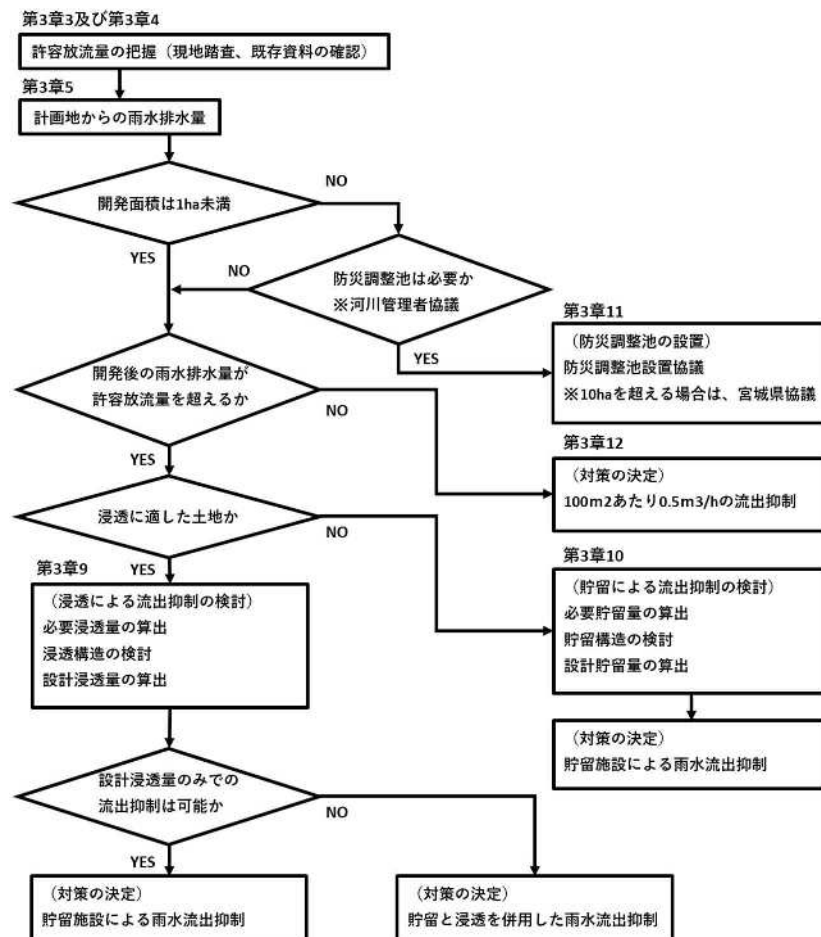 第3章3及び第3章4
許容放流量の把握（現地踏査、既存資料の確認）
第3章5
計画地からの雨水排水量
開発面積は1ha未満
NO
YES
防災調整池は必要か
※河川管理者協議
NO
YES
第3章11
（防災調整池の設置）
防災調整池設置協議
※10haを超える場合は、宮城県協議
開発後の雨水排水量が
許容放流量を超えるか
NO
YES
第3章12
（対策の決定）
100m2あたり0.5m3/hの流出抑制
浸透に適した土地か
NO
YES
第3章9
（浸透による流出抑制の検討）
必要浸透量の算出
浸透構造の検討
設計浸透量の算出
第3章10
（貯留による流出抑制の検討）
必要貯留量の算出
貯留構造の検討
設計貯留量の算出
（対策の決定）
貯留施設による雨水流出抑制
設計浸透量のみでの
流出抑制は可能か
NO
YES
（対策の決定）
貯留施設による雨水流出抑制
（対策の決定）
貯留と浸透を併用した雨水流出抑制